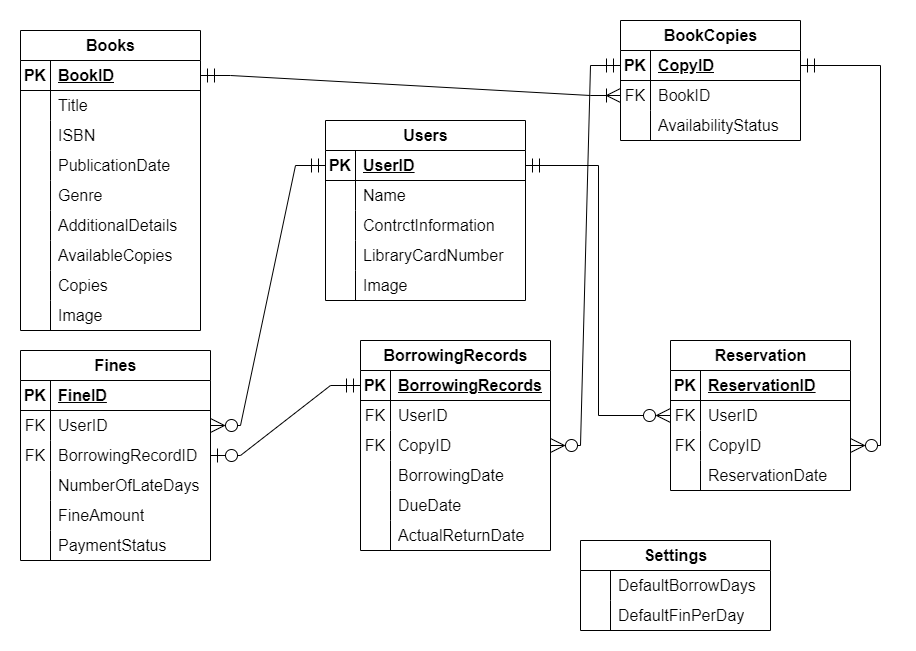 Books
PK BookID
Title
ISBN
PublicationDate
Genre
AdditionalDetails
AvailableCopies
Copies
Image
BookCopies
PK CopyID
FK BookID
AvailabilityStatus
Users
PK UserID
Name
ContrctInformation
LibraryCardNumber
Image
Fines
PK FineID
FK UserID
FK BorrowingRecordID
NumberOfLateDays
FineAmount
PaymentStatus
BorrowingRecords
PK BorrowingRecords
FK UserID
FK CopyID
BorrowingDate
DueDate
ActualReturnDate
Reservation
PK ReservationID
FK UserID
FK CopyID
ReservationDate
Settings
DefaultBorrowDays
DefaultFinPerDay